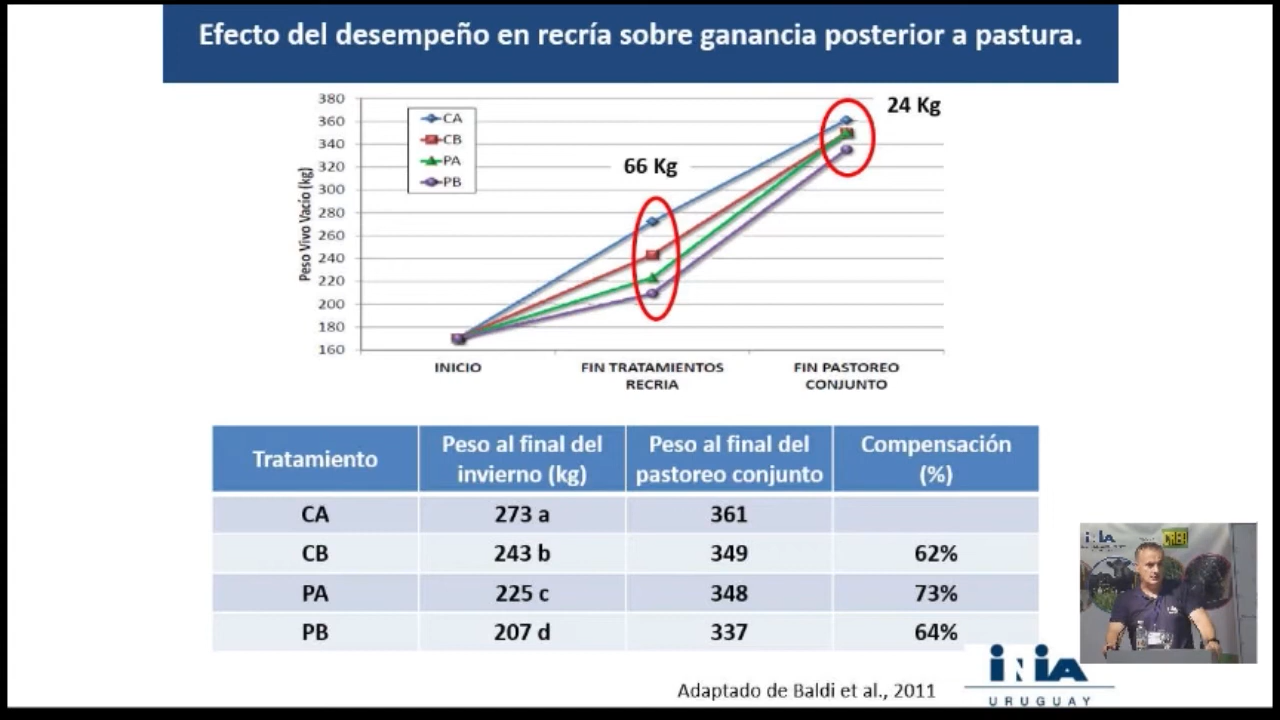 Efecto del desempeño en recría sobre ganancia posterior a pastura.
380
360
340
320
300
280
260
240
220
200
180
160
Peso Vivo Vacío (kg)
CA
CB
PA
PB
66 Kg
24 Kg
INICIO
FIN TRATAMIENTOS
RECRIA
FIN PASTOREO
CONJUNTO
Tratamiento Peso al final del invierno (kg) Peso al final del pastoreo conjunto Compensación (%)
CA 273 a 361
CB 243 b 349 62%
PA 225 c 348 73%
PB 207 d 337 64%
Adaptado de Baldi et al., 2011
iNiA
URUGUAY
CREA